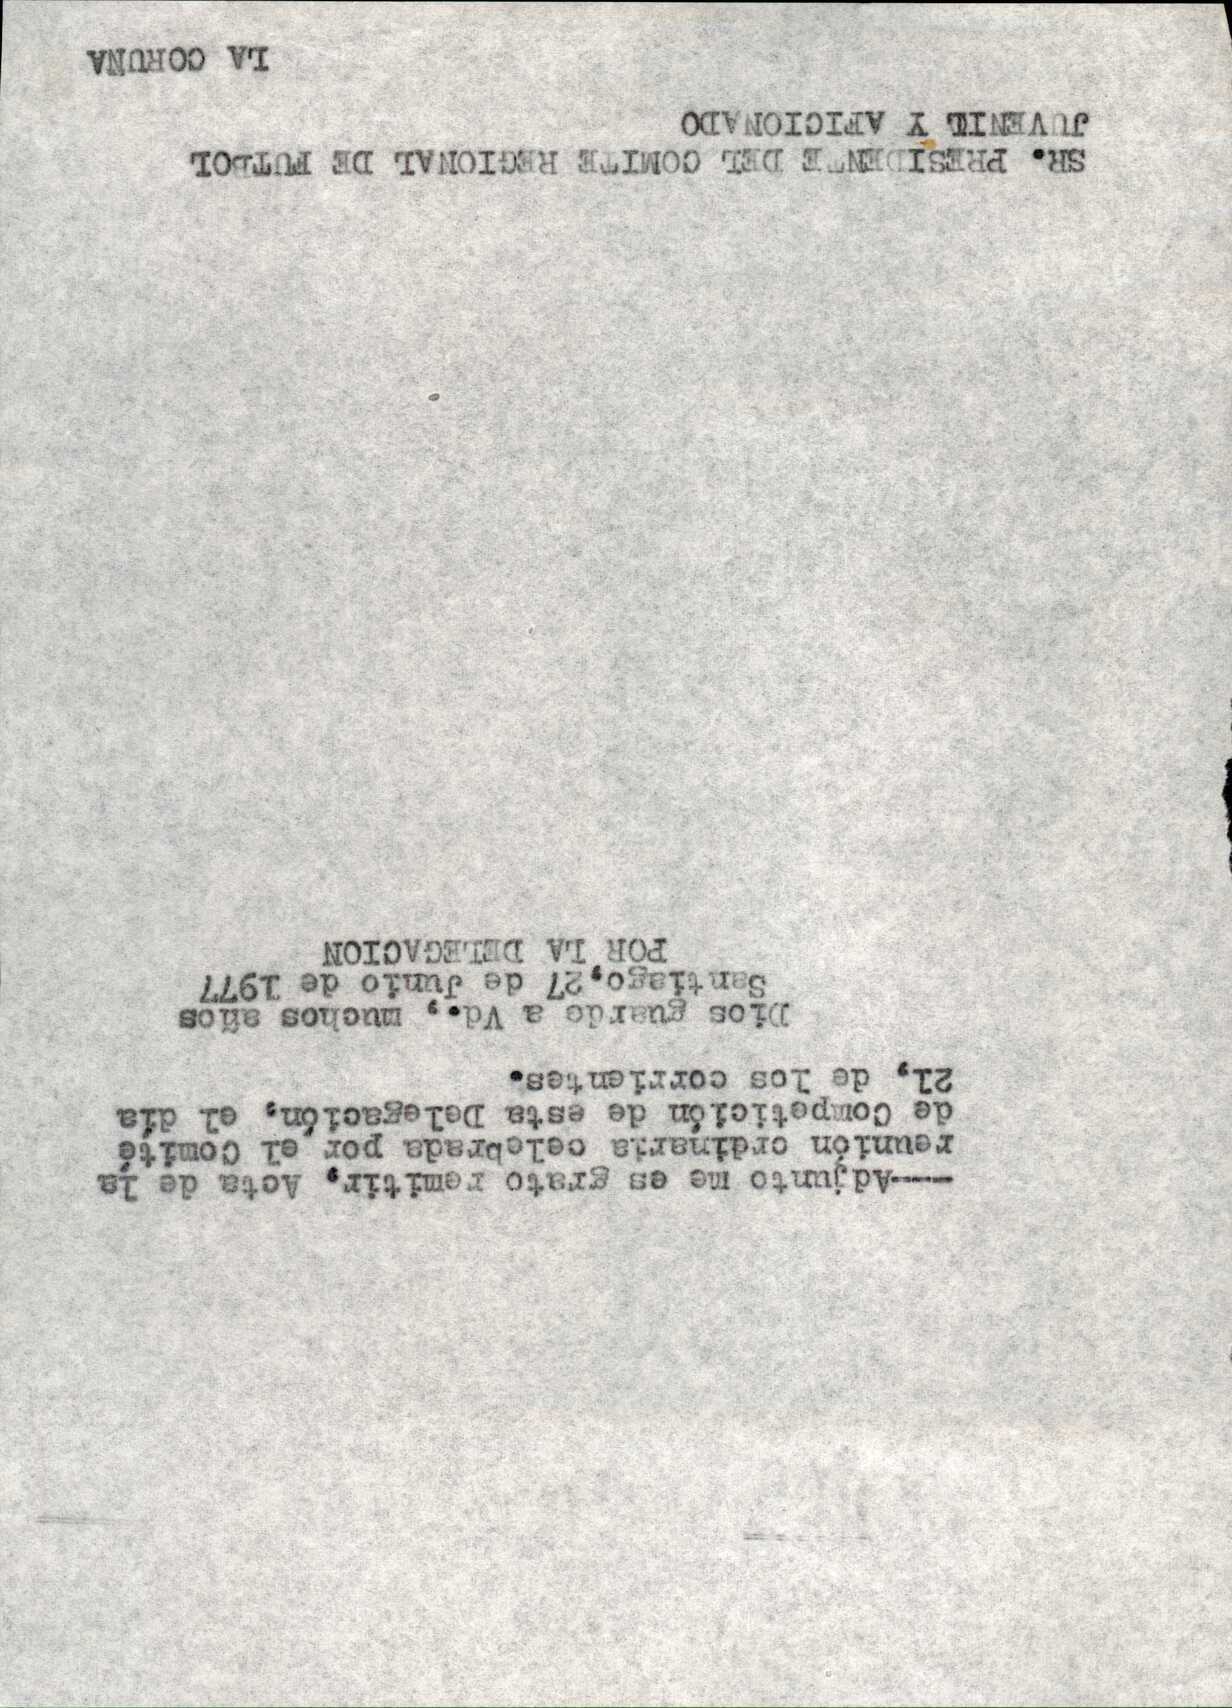 ----Adjunto me es grato remitir, Acta de la
reunión ordinaria celebrada por el Comité
de Competición de esta Delegación, el día
21, de los corrientes.
Dios guarde a Vd., muchos años
Santiago,27 de Junio de 1977
POR LA DELEGACION
SR. PRESIDENTE DEL COMITE REGIONAL DE FUTBOL
JUVENIL Y AFICIONADO
LA CORUÑA